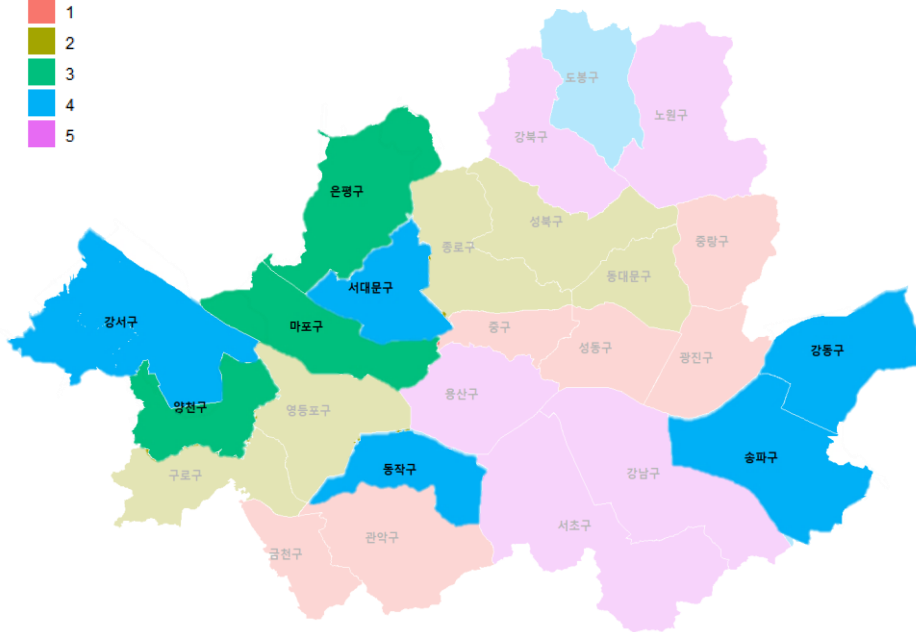 1
2
3
4
5
도봉구
노원구
강북구
은평구
성북구
종로구
중랑구
동대문구
서대문구
강서구
마포구
중구
성동구
광진구
강동구
용산구
양천구
영등포구
송파구
동작구
구로구
강남구
서초구
관악구
금천구